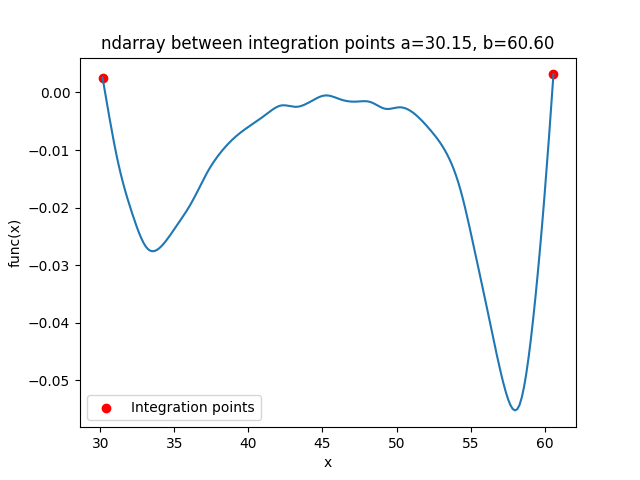 ndarray between integration points a=30.15, b=60.60
func(x)
0.00
−0.01
−0.02
−0.03
−0.04
−0.05
Integration points
30 35 40 45 50 55 60
x